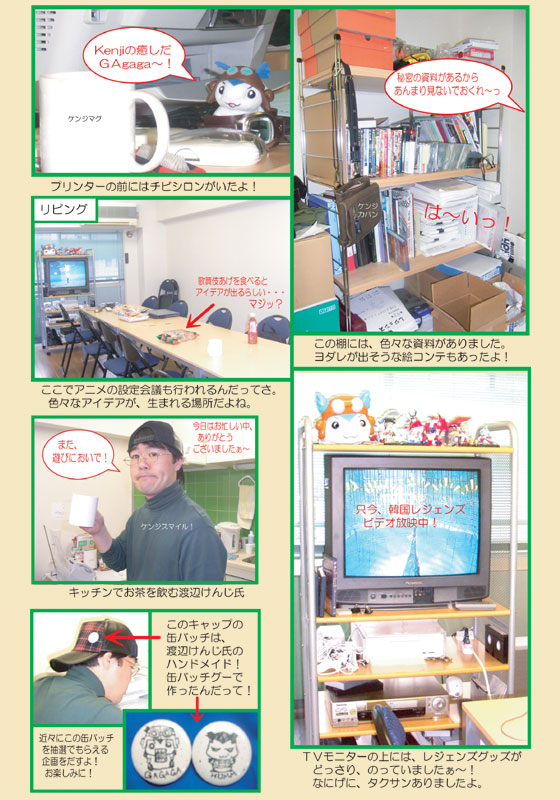 Kenjiの癒しだ
GAgaga～！
ケンジマグ
プリンターの前にはチビシロンがいたよ！
秘密の資料があるから
あんまり見ないでおくれ～っ
ケンジ
カバン
は～いっ！
この棚には、色々な資料がありました。
ヨダレが出そうな絵コンテもあったよ！
リビング
歌舞伎あげを食べると
アイデアが出るらしい・・・
マジッ？
ここでアニメの設定会議も行われるんだってさ。
色々なアイデアが、生まれる場所だよね。
また、
遊びにおいで！
今日はお忙しい中、
ありがとう
ございましたぁ～
ケンジスマイル！
キッチンでお茶を飲む渡辺けんじ氏
只今、韓国レジェンズ
ビデオ放映中！
Panasonic
TVモニターの上には、レジェンズグッズが
どっさり、のっていましたぁ～！
なにげに、タクサンありましたよ。
このキャップの
缶バッチは、
渡辺けんじ氏の
ハンドメイド！
缶バッチグーで
作ったんだって！
近々にこの缶バッチ
を抽選でもらえる
企画をだすよ！
お楽しみに！
GAGAGA